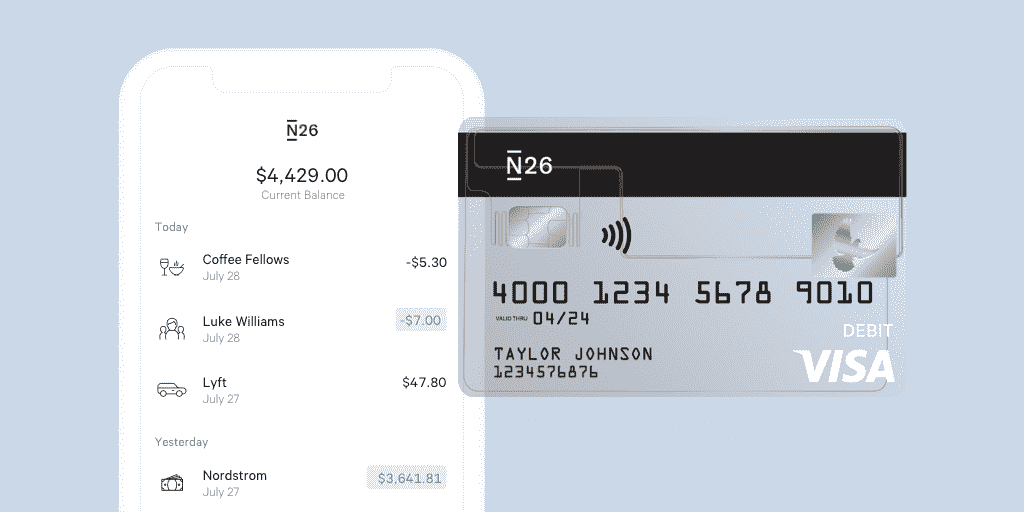 N26
$4,429.00
Current Balance
Today
Coffee Fellows
-$5.30
July 28
Luke Williams
-$7.00
July 28
Lyft
$47.80
July 27
Yesterday
Nordstrom
$3,641.81
July 27
N26
4000 1234 5678 9010
VALID THRU 04/24
DEBIT
TAYLOR JOHNSON
1234576876
VISA